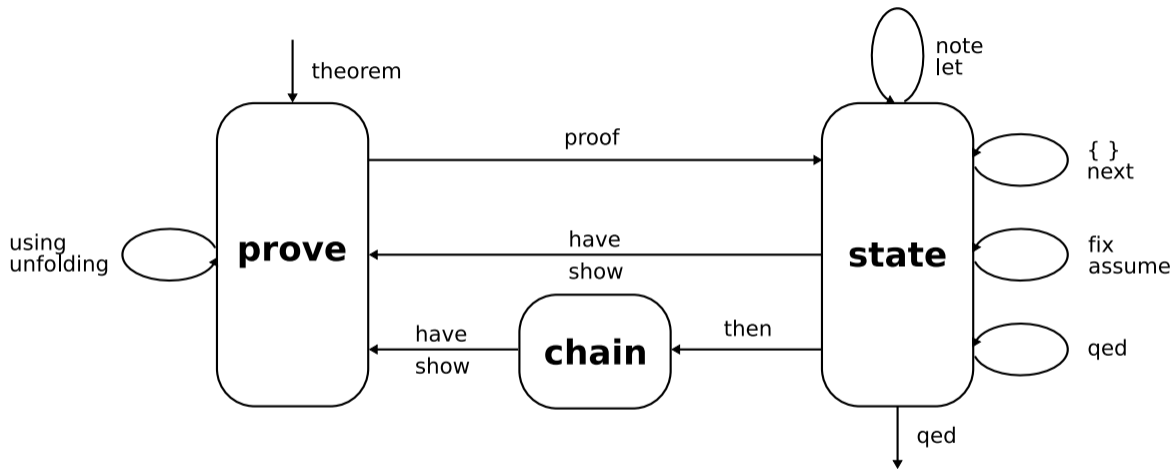 note
let
theorem
proof
{ }
next
using
unfolding
prove
have
show
state
fix
assume
have
show
chain
then
qed
qed